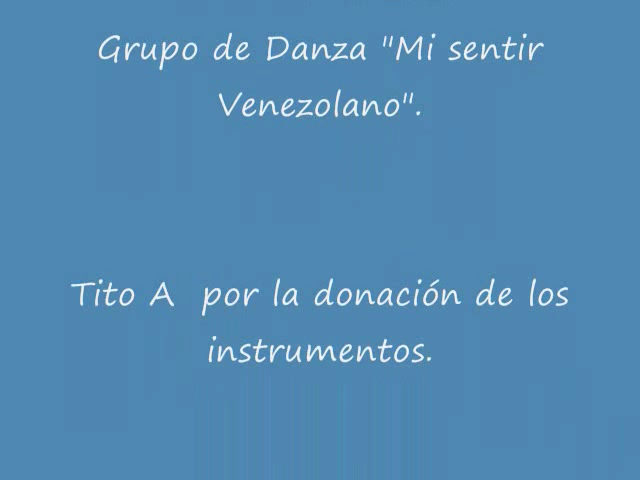 Grupo de Danza "Mi sentir
Venezolano".
Tito A por la donación de los
instrumentos.